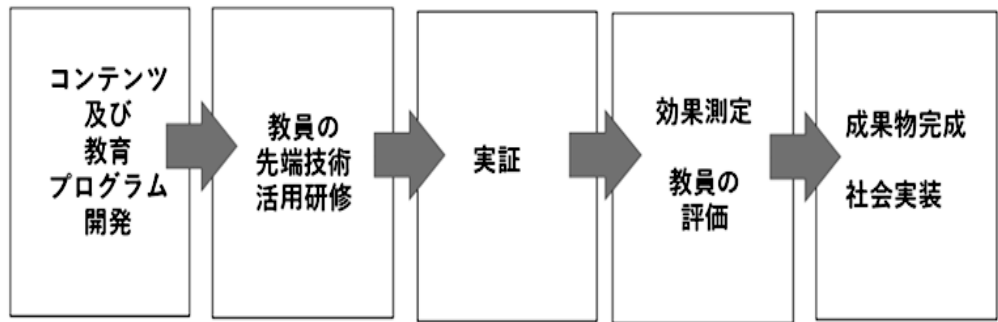 コンテンツ
及び
教育
プログラム
開発
教員の
先端技術
活用研修
実証
効果測定
教員の
評価
成果物完成
社会実装